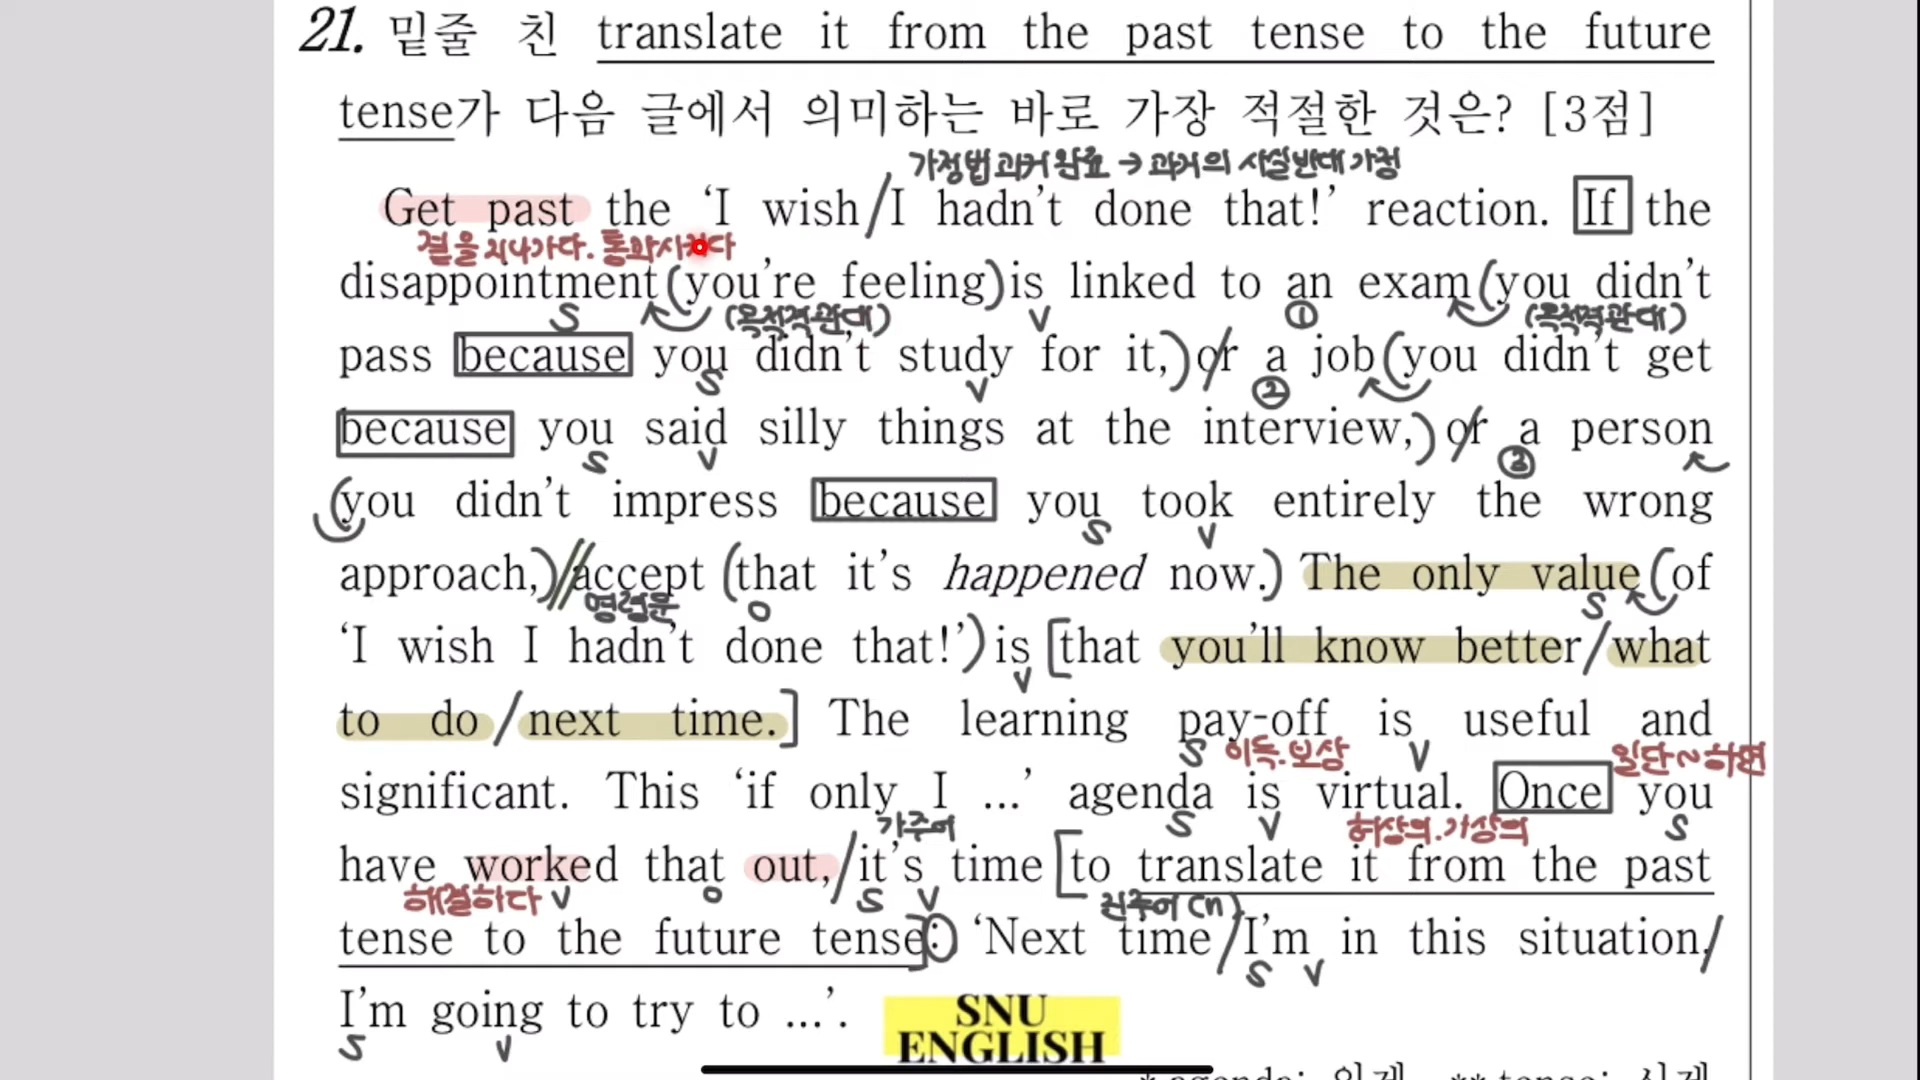 21. 밑줄 친 translate it from the past tense to the future
tense가 다음 글에서 의미하는 바로 가장 적절한 것은? [3점]
가정법 과거완료 → 과거의 사실반대 가정
Get past the ‘I wish/I hadn’t done that!’ reaction. If the
곁을 지나가다. 통과시키다
disappointment(you’re feeling)is linked to an exam(you didn’t
S (목적격관대) V ① (목적격관대)
pass because you didn’t study for it,) or a job(you didn’t get
S V ②
because you said silly things at the interview,) or a person
S V ③
(you didn’t impress because you took entirely the wrong
S V
approach,)//accept (that it’s happened now.) The only value(of
명령문 O S
‘I wish I hadn’t done that!’) is [that you’ll know better/what
V
to do/next time.] The learning pay-off is useful and
S 이득.보상 V 일단~하면
significant. This ‘if only I ...’ agenda is virtual. Once you
가주어 S V 허상의.가상의 S
have worked that out,/it’s time [to translate it from the past
해결하다 V O S V 진주어(n)
tense to the future tense]: ‘Next time/I’m in this situation,/
S V
I’m going to try to ...’.
S V
SNU
ENGLISH